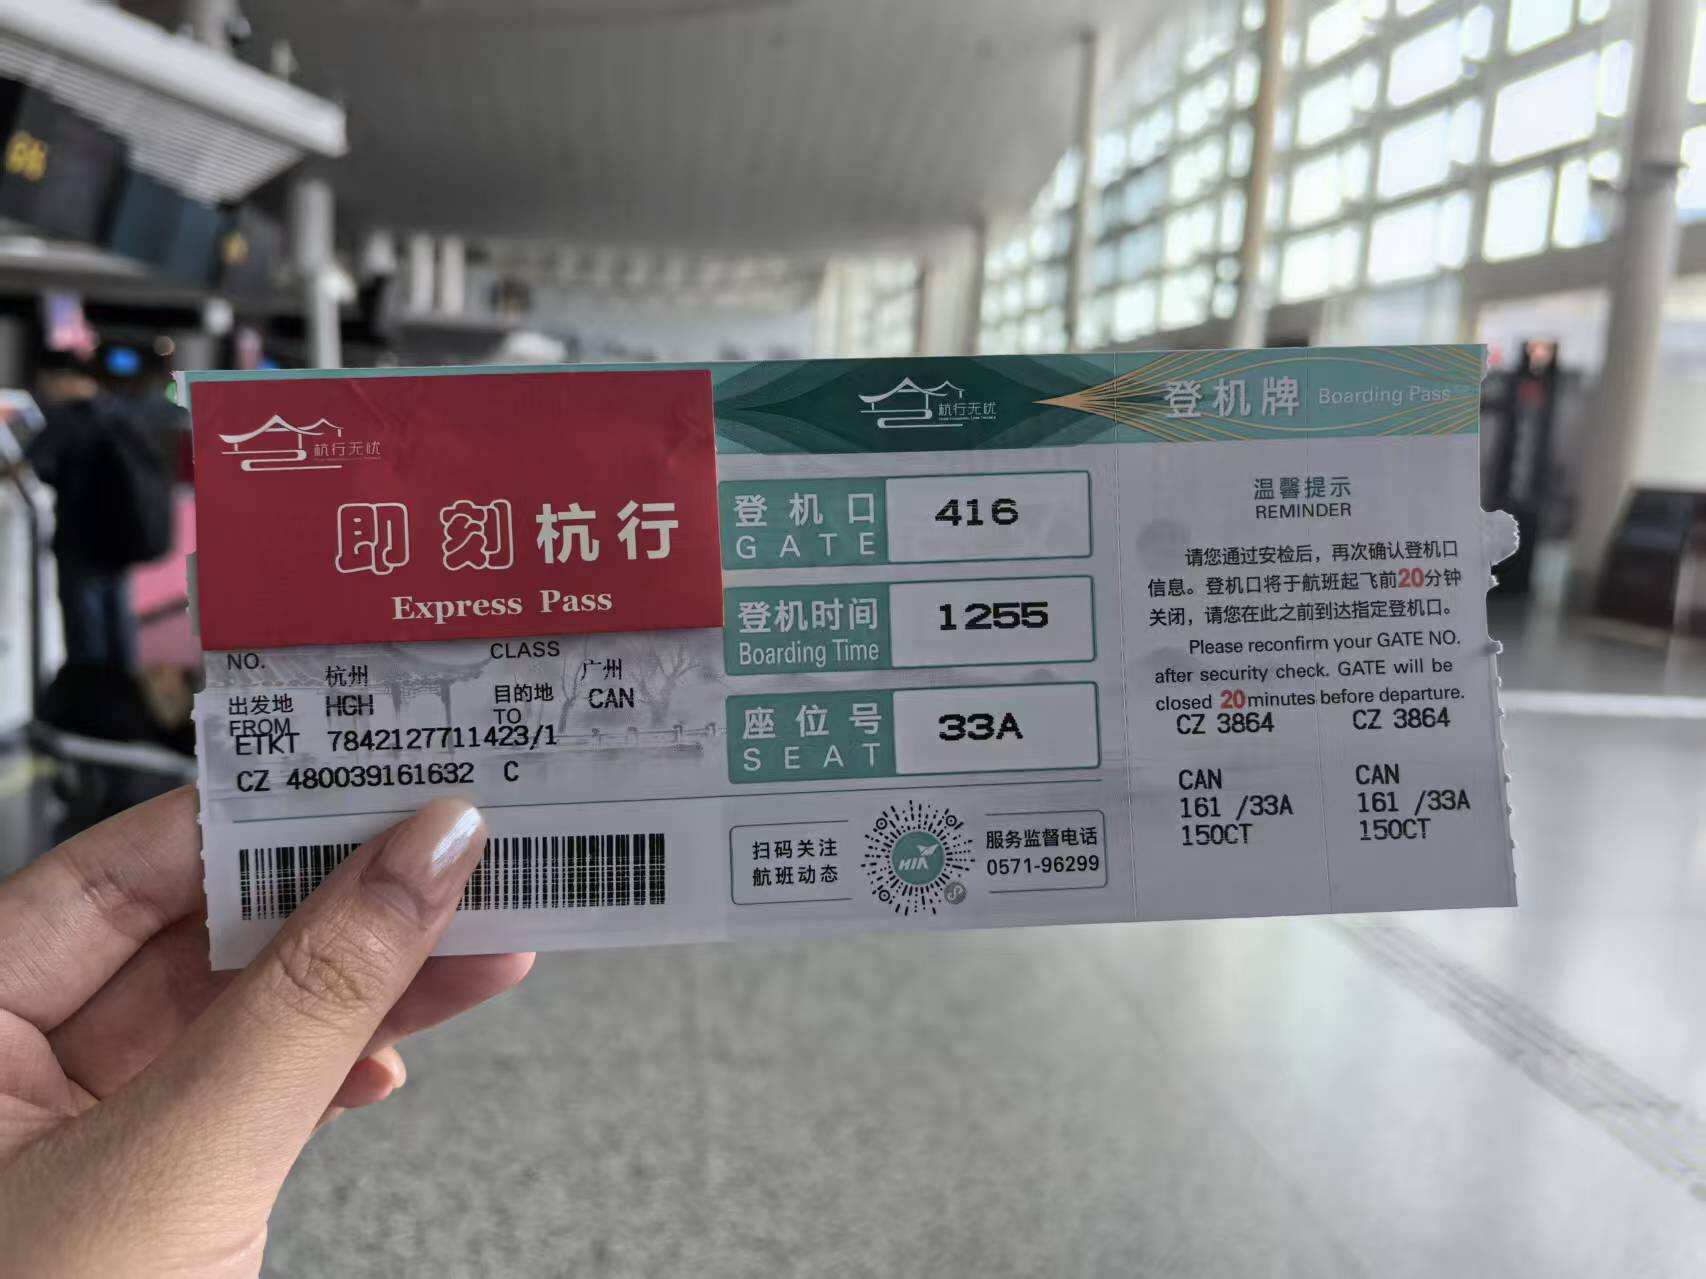 06
杭行无忧
即刻杭行
Express Pass
NO.
CLASS
杭州
广州
出发地
HGH
目的地
CAN
FROM
TO
ETKT 7842127711423/1
CZ 480039161632 C
杭行无忧
登机口
416
GATE
登机时间
1255
Boarding Time
座位号
33A
SEAT
扫码关注
航班动态
HIA
服务监督电话
0571-96299
登机牌 Boarding Pass
温馨提示
REMINDER
请您通过安检后，再次确认登机口
信息。登机口将于航班起飞前20分钟
关闭，请您在此之前到达指定登机口。
Please reconfirm your GATE NO.
after security check. GATE will be
closed 20 minutes before departure.
CZ 3864
CAN
161 /33A
150CT
CZ 3864
CAN
161 /33A
150CT